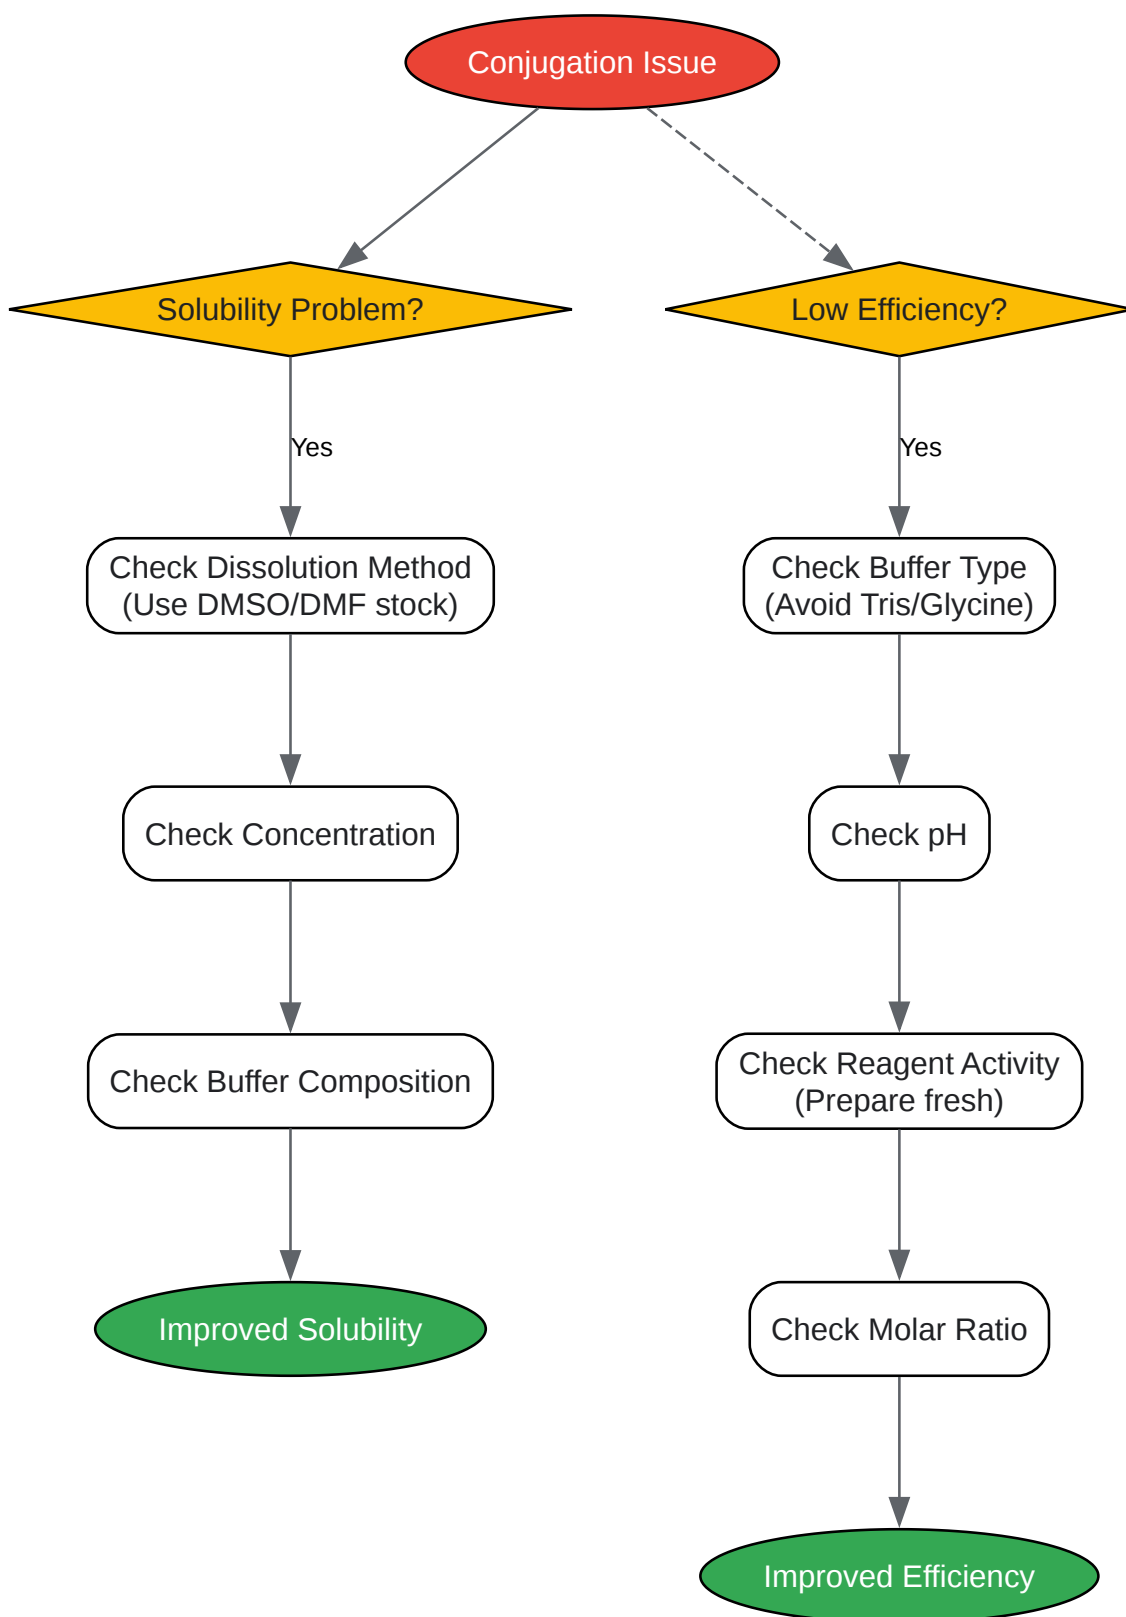 Conjugation Issue
Solubility Problem?
Low Efficiency?
Yes
Yes
Check Dissolution Method
(Use DMSO/DMF stock)
Check Buffer Type
(Avoid Tris/Glycine)
Check Concentration
Check pH
Check Buffer Composition
Check Reagent Activity
(Prepare fresh)
Improved Solubility
Check Molar Ratio
Improved Efficiency